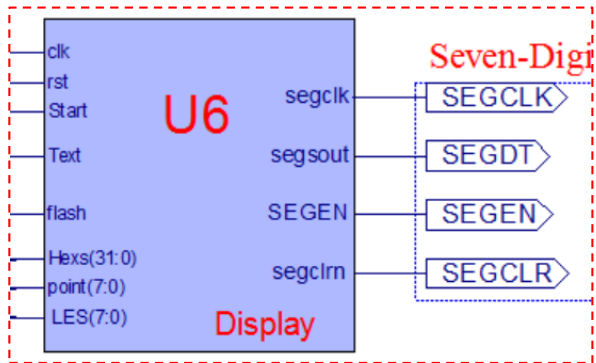 clk
rst
Start
Text
flash
Hexs(31:0)
point(7:0)
LES(7:0)
U6
segclk
segsout
SEGEN
segclrn
Display
Seven-Digi
SEGCLK
SEGDT
SEGEN
SEGCLR